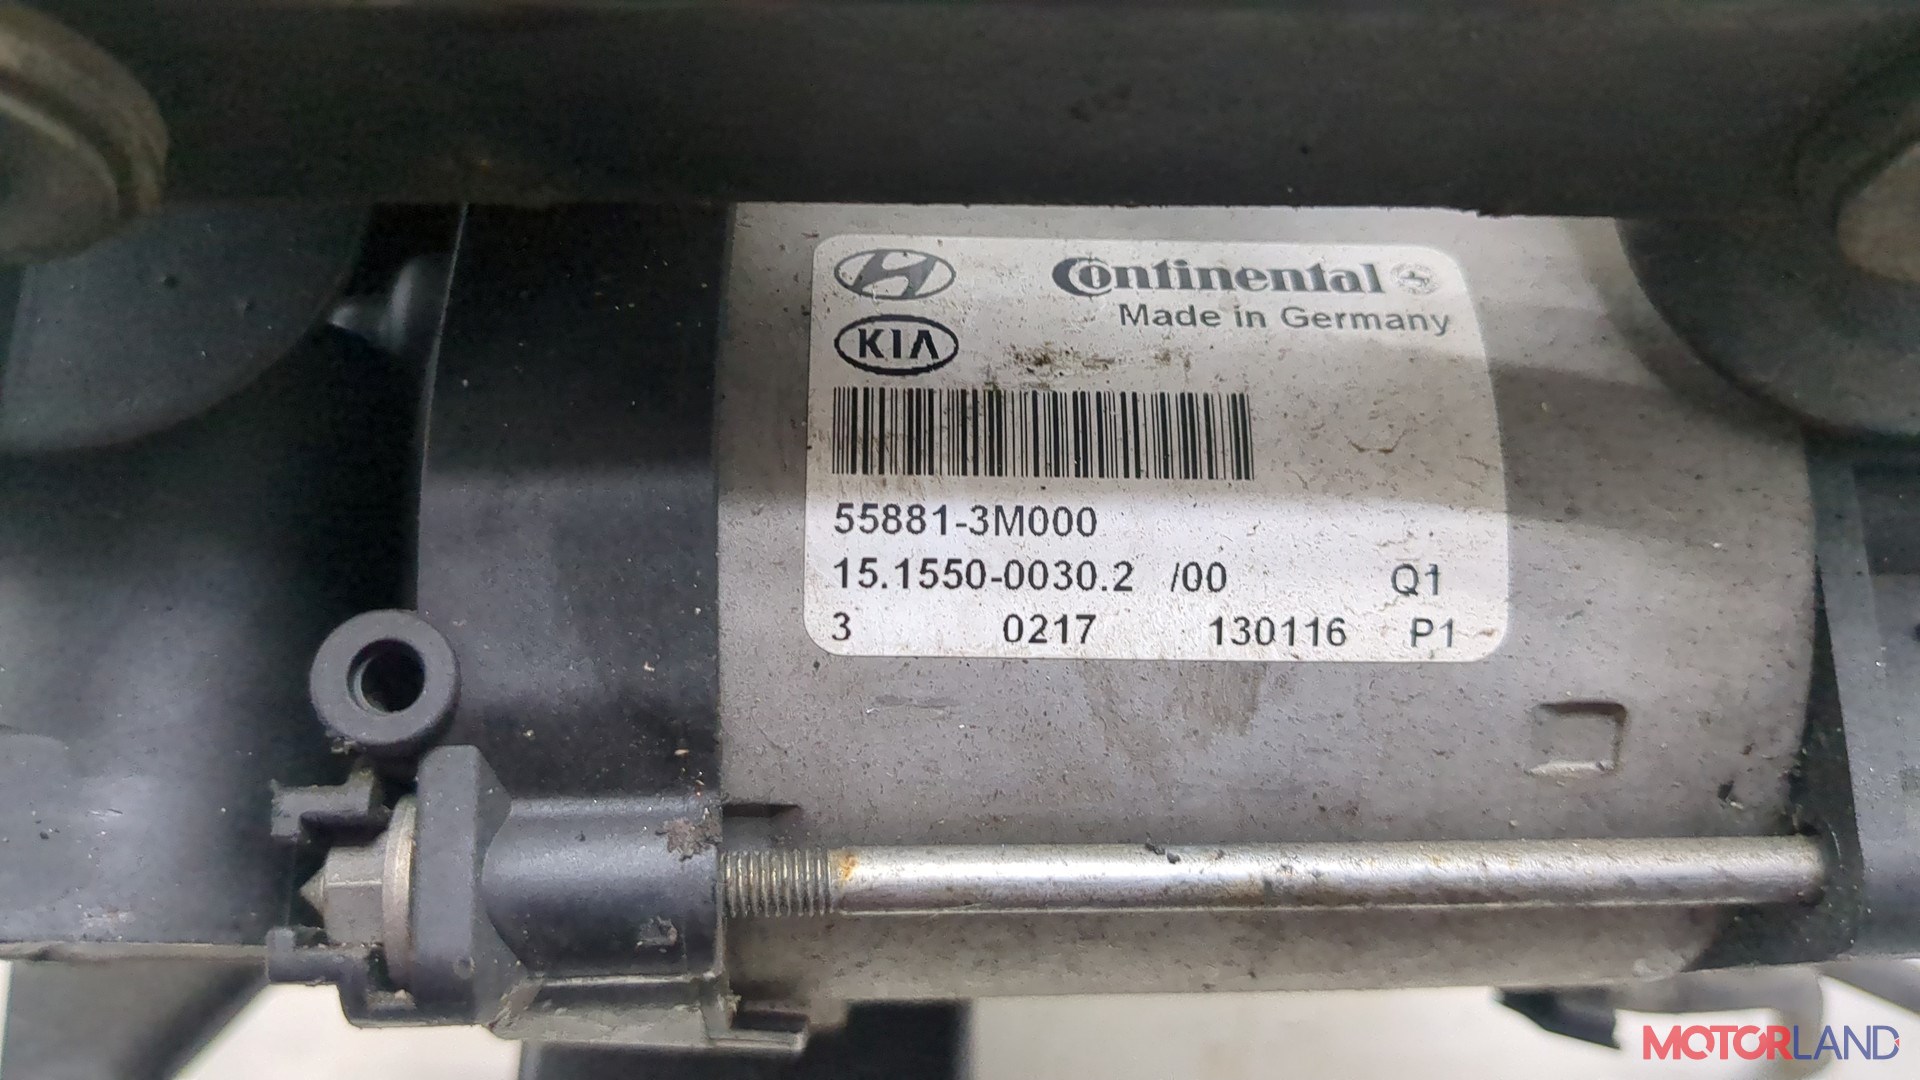 Continental
Made in Germany
KIA
55881-3M000
15.1550-0030.2 /00 Q1
3 0217 130116 P1
MOTORLAND